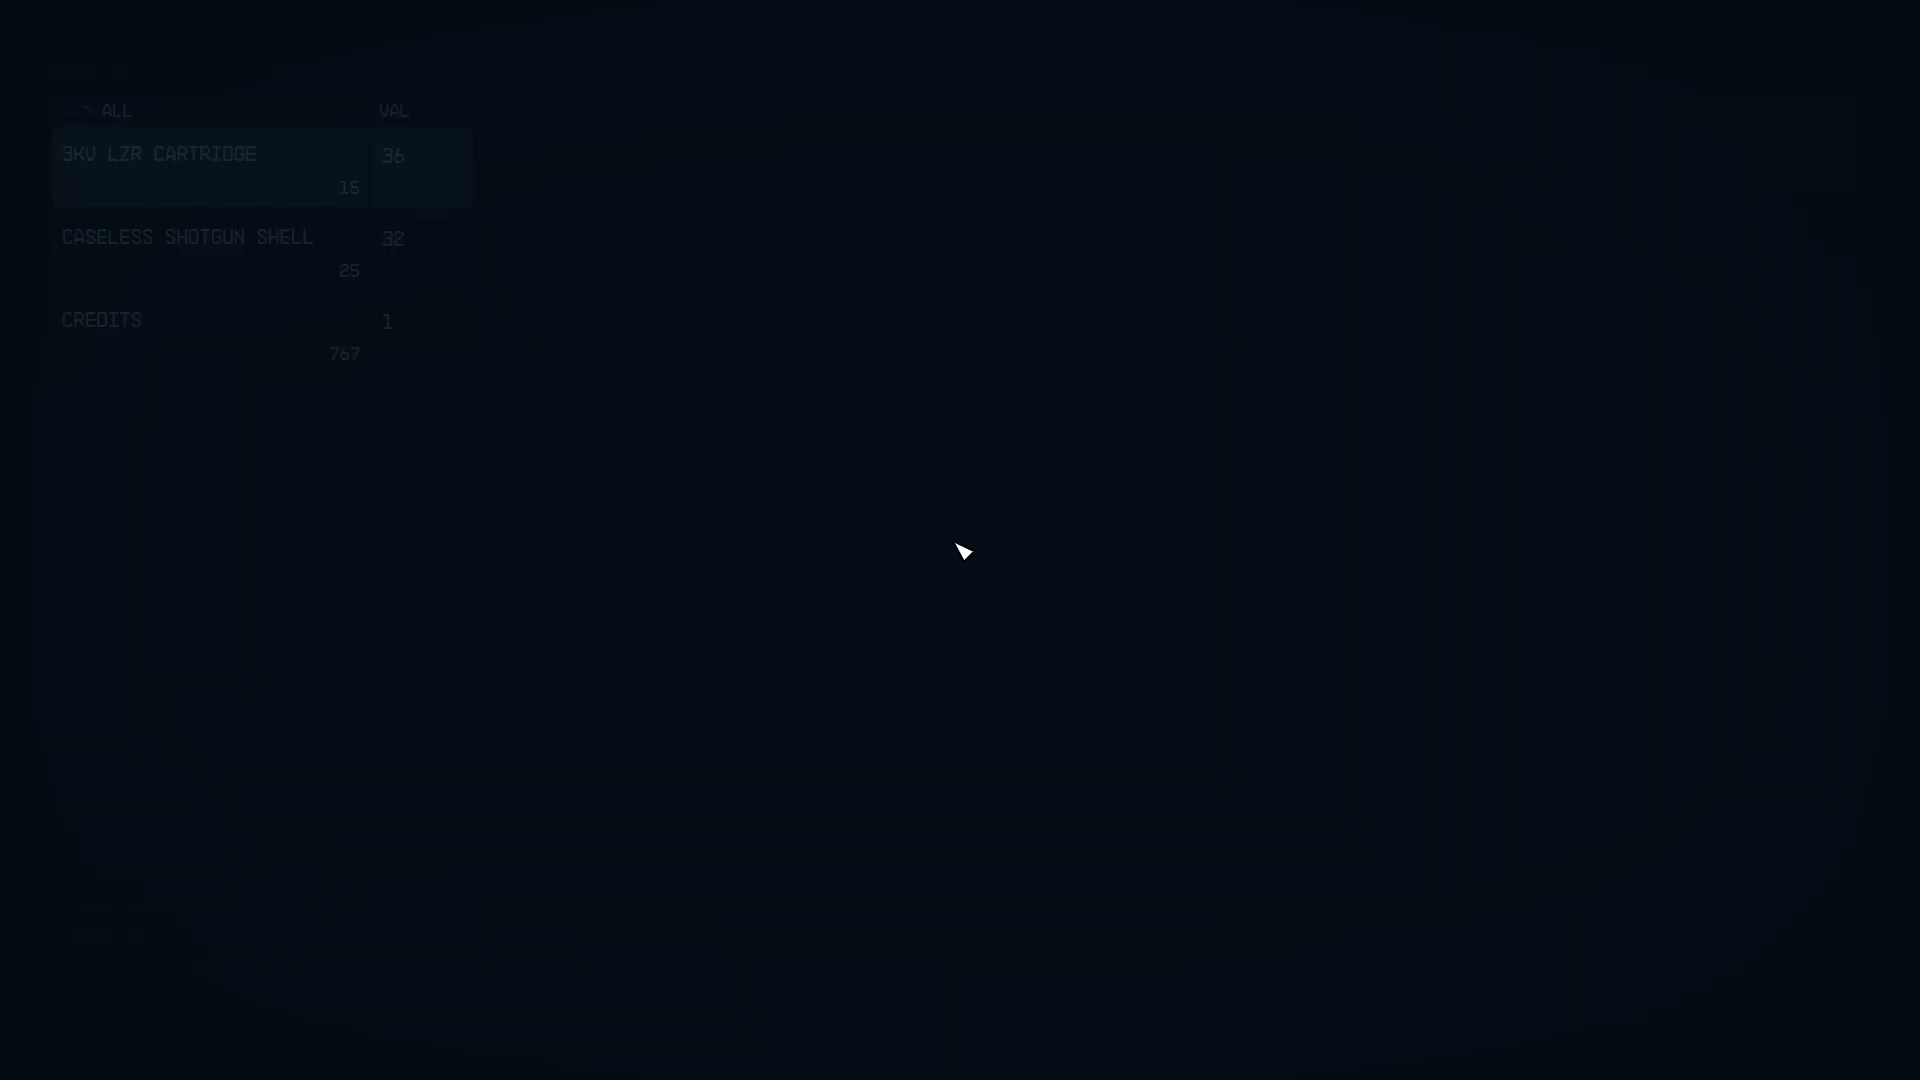 > ALL VAL
3KV LZR CARTRIDGE 36
15
CASELESS SHOTGUN SHELL 32
25
CREDITS 1
767